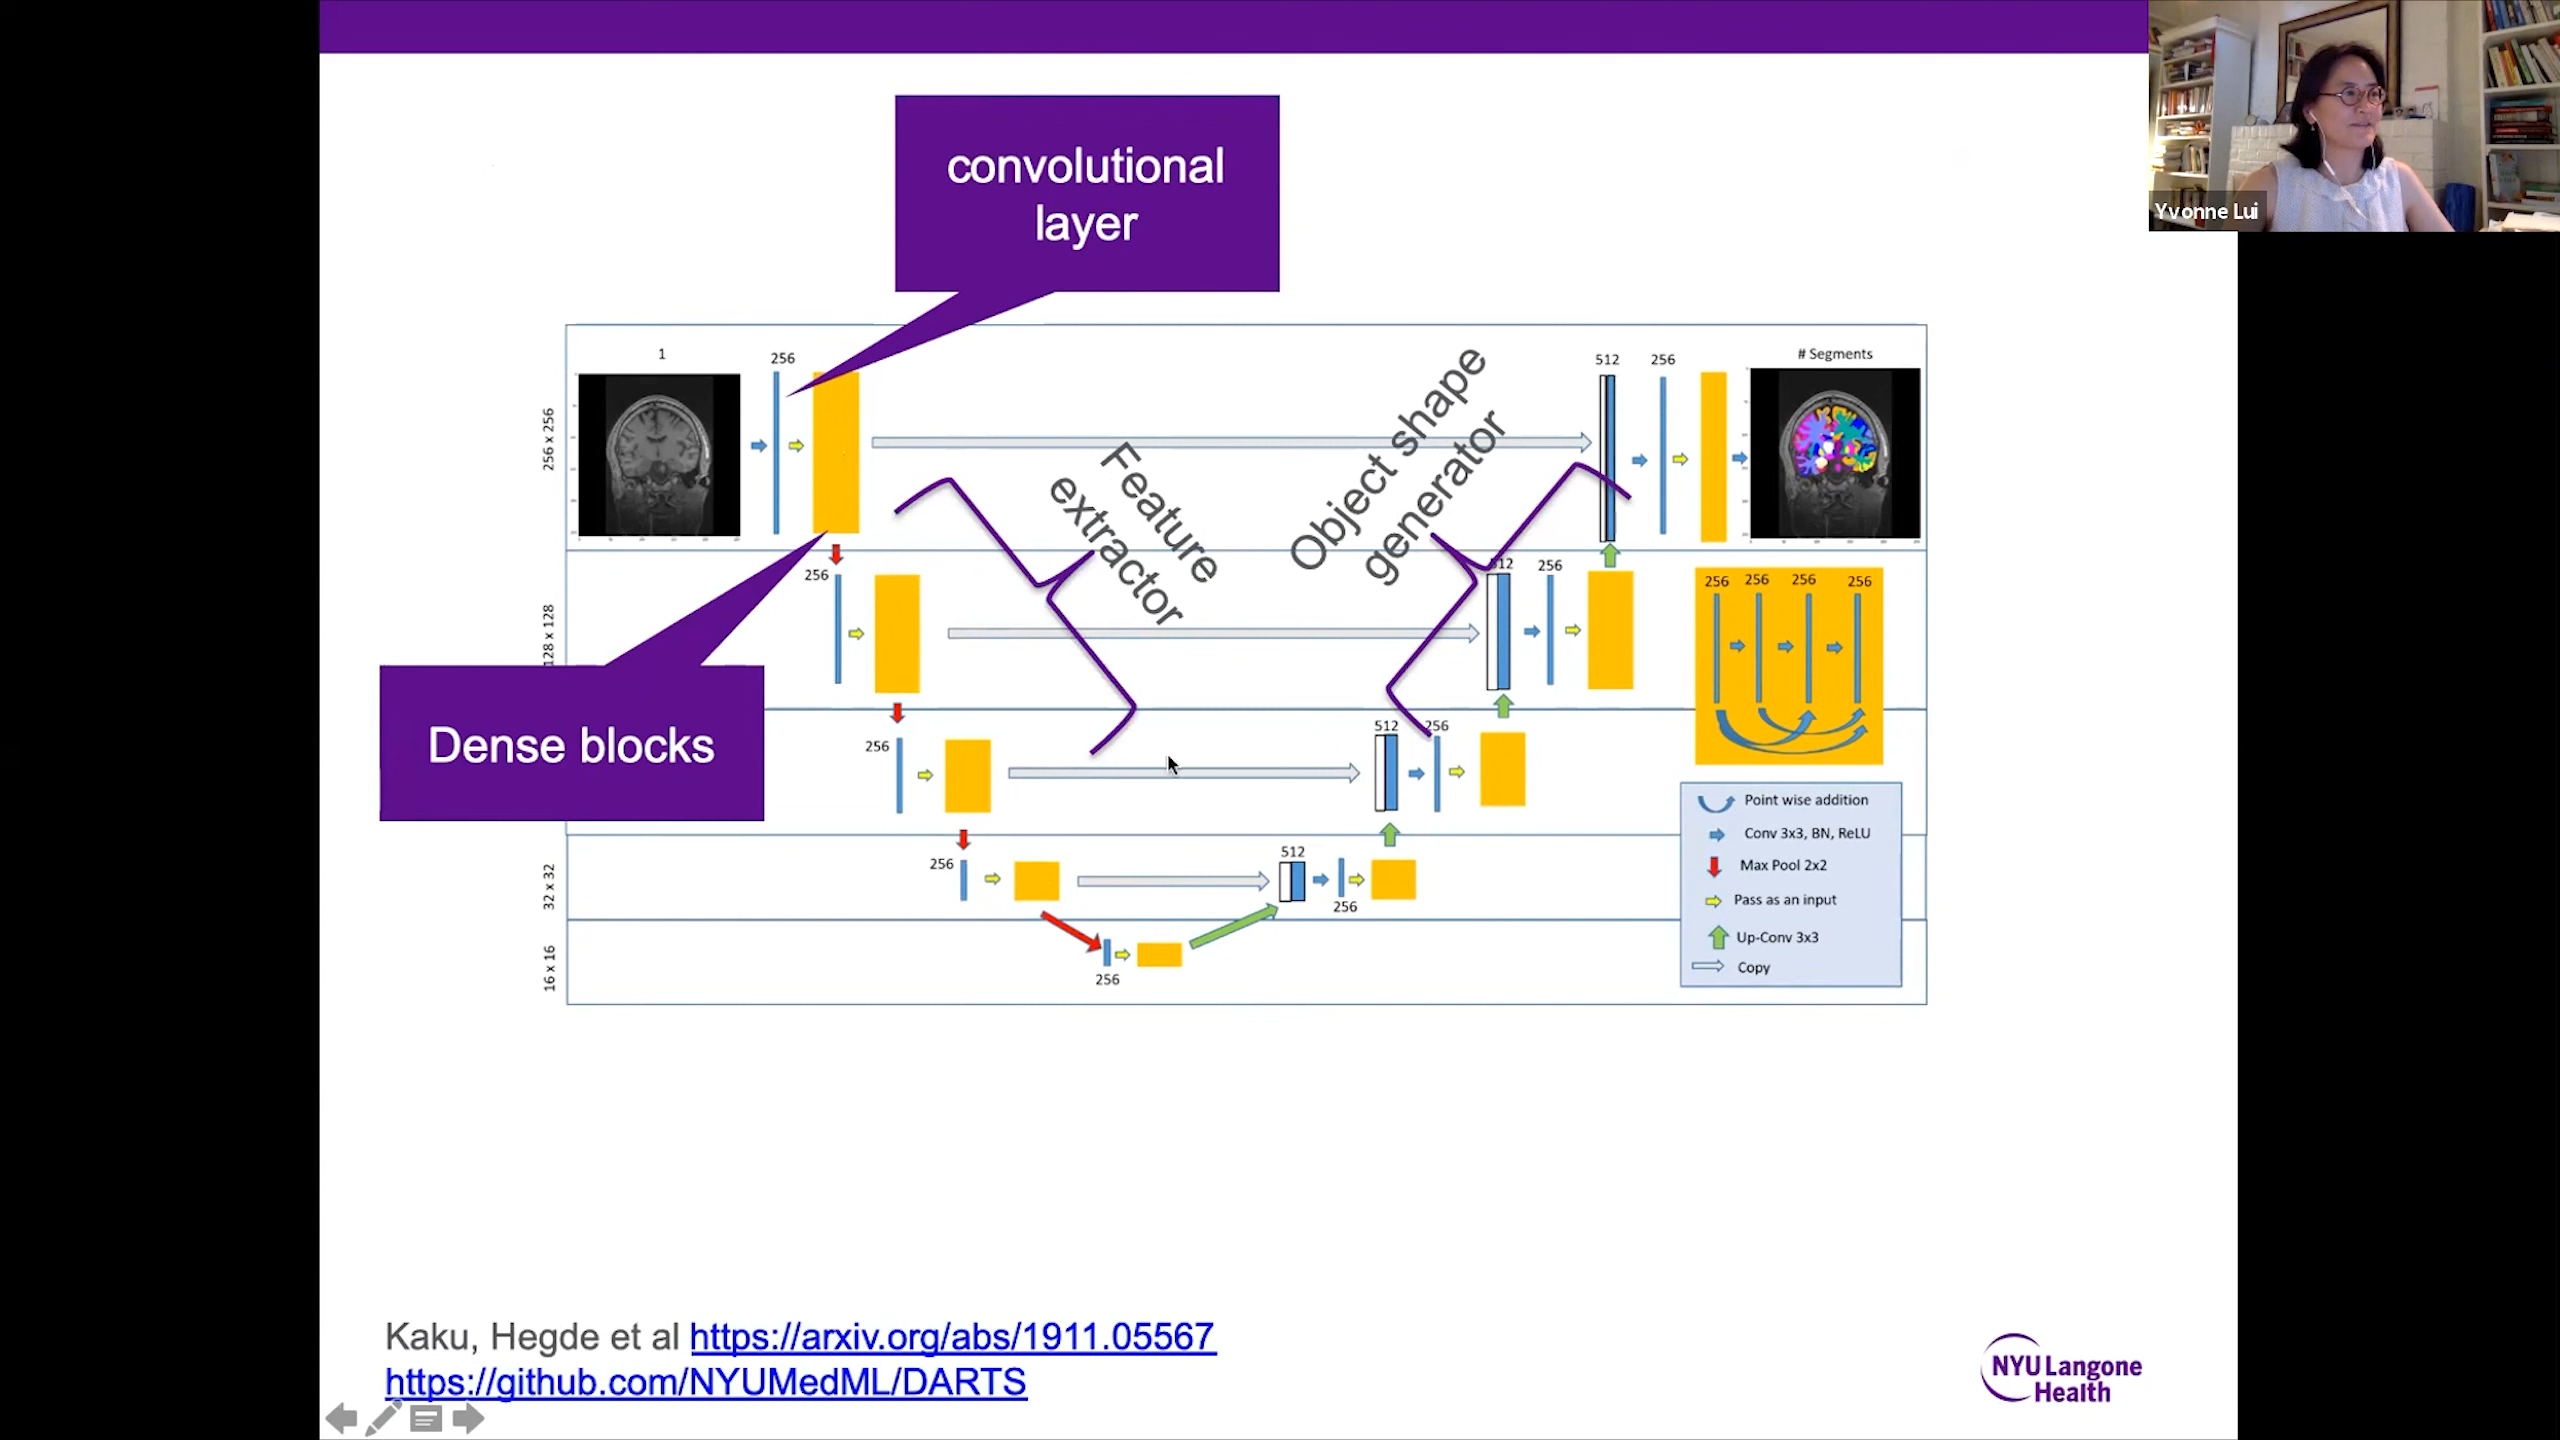 convolutional
layer
Yvonne Lui
1
256
512
256
# Segments
256 x 256
Feature
extractor
Object shape
generator
256
512
256
256
256
256
256
128 x 128
Dense blocks
256
512
256
Point wise addition
Conv 3x3, BN, ReLU
Max Pool 2x2
Pass as an input
Up-Conv 3x3
Copy
256
512
256
32 x 32
256
16 x 16
Kaku, Hegde et al https://arxiv.org/abs/1911.05567
https://github.com/NYUMedML/DARTS
NYU Langone
Health